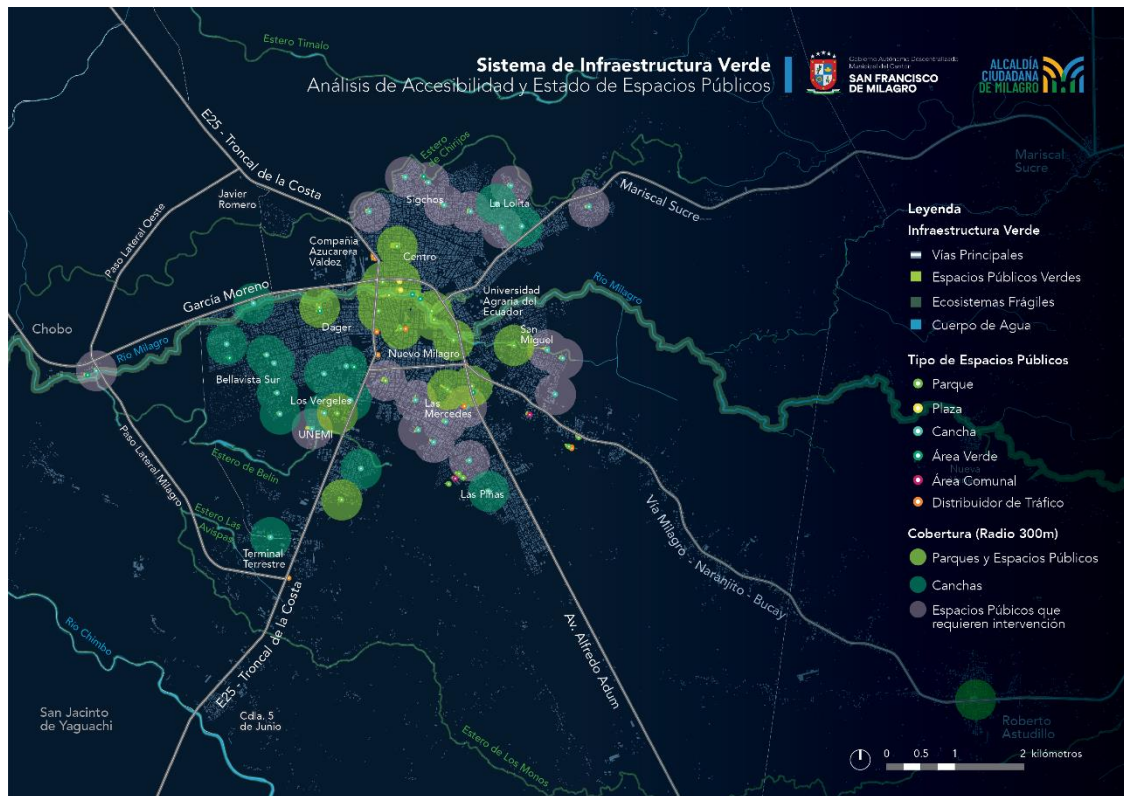 Sistema de Infraestructura Verde
Análisis de Accesibilidad y Estado de Espacios Públicos
Gobierno Autónomo Descentralizado
Municipal del Cantón
SAN FRANCISCO
DE MILAGRO
ALCALDÍA
CIUDADANA
DE MILAGRO
Estero Timalo
E25 - Troncal de la Costa
Estero
de Chirijos
Mariscal
Sucre
Mariscal Sucre
Javier
Romero
Sigchos
La Lolita
Paso Lateral Oeste
Compañía
Azucarera
Valdez
Centro
García Moreno
Universidad
Agraria del
Ecuador
Río Milagro
Chobo
Río Milagro
Dager
San
Miguel
Nuevo Milagro
Bellavista Sur
Los Vergeles
Las
Mercedes
UNEMI
Paso Lateral Milagro
Estero de Belín
Las Piñas
Estero Las
Avispas
Terminal
Terrestre
Vía Milagro - Naranjito - Bucay
Río Chimbo
E25 - Troncal de la Costa
Av. Alfredo Adum
San Jacinto
de Yaguachi
Cdla. 5
de Junio
Estero de Los Monos
Roberto
Astudillo
Nueva
Leyenda
Infraestructura Verde
Vías Principales
Espacios Públicos Verdes
Ecosistemas Frágiles
Cuerpo de Agua
Tipo de Espacios Públicos
Parque
Plaza
Cancha
Área Verde
Área Comunal
Distribuidor de Tráfico
Cobertura (Radio 300m)
Parques y Espacios Públicos
Canchas
Espacios Púbicos que
requieren intervención
0 0.5 1 2 kilómetros